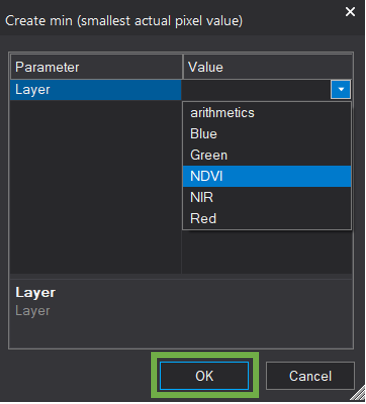 Create min (smallest actual pixel value)
Parameter Value
Layer
arithmetics
Blue
Green
NDVI
NIR
Red
Layer
Layer
OK Cancel